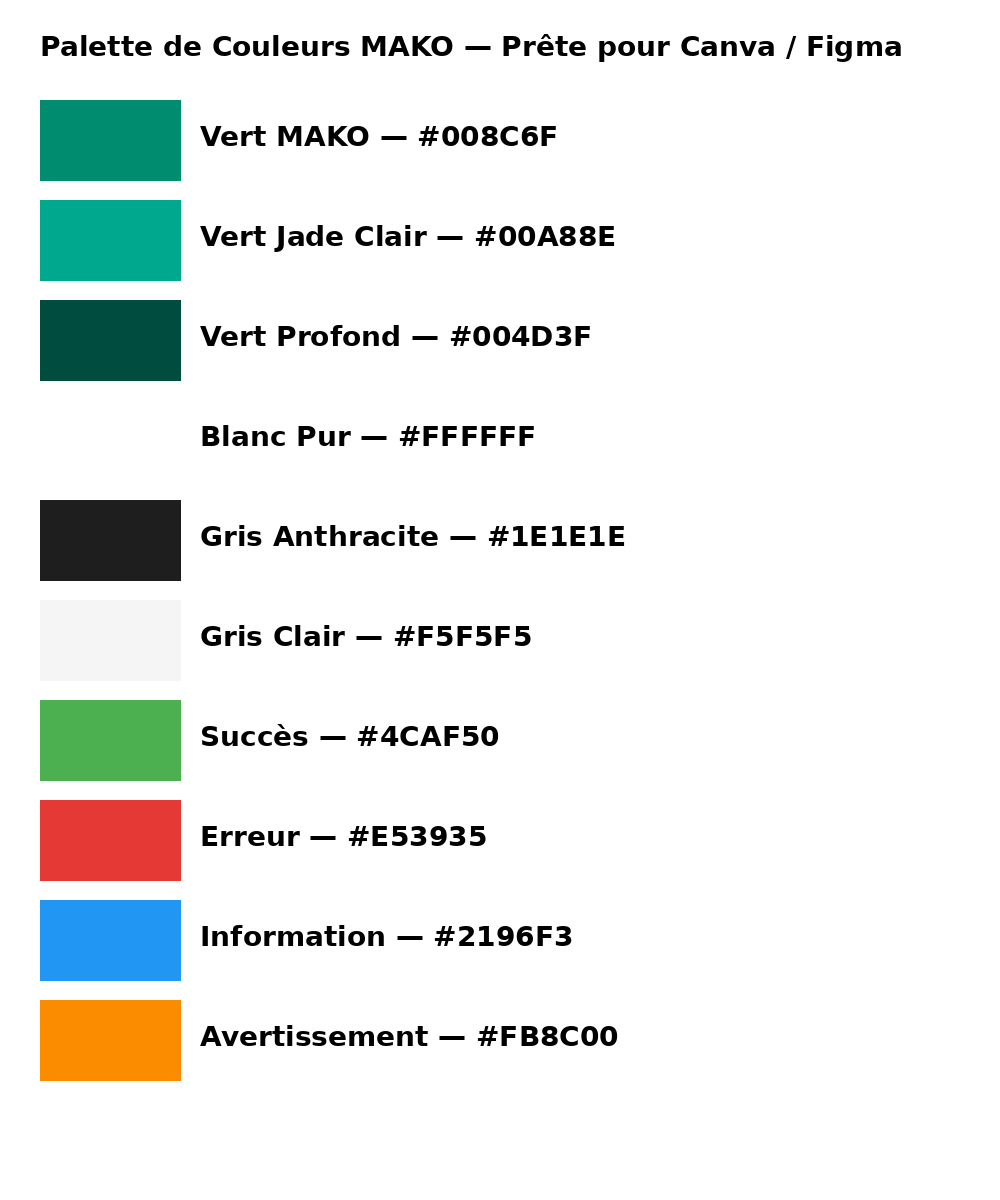 Palette de Couleurs MAKO — Prête pour Canva / Figma
Vert MAKO — #008C6F
Vert Jade Clair — #00A88E
Vert Profond — #004D3F
Blanc Pur — #FFFFFF
Gris Anthracite — #1E1E1E
Gris Clair — #F5F5F5
Succès — #4CAF50
Erreur — #E53935
Information — #2196F3
Avertissement — #FB8C00